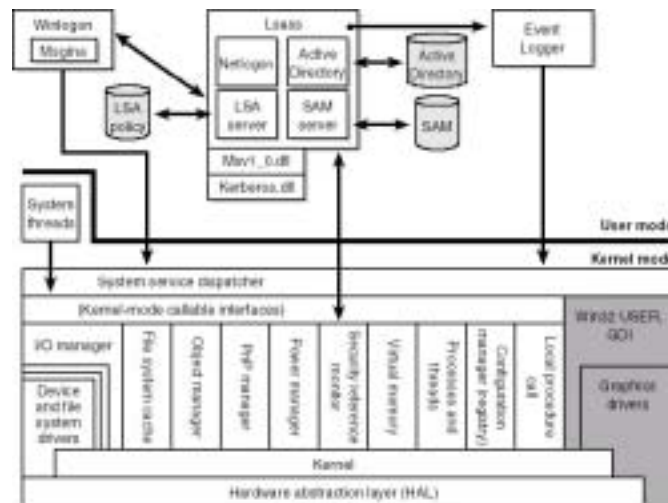 Winlogon
Msgina
Lsass
Netlogon
Active
Directory
LSA
server
SAM
server
Msv1_0.dll
Kerberos.dll
Event
Logger
Active
Directory
LSA
policy
SAM
System
threads
User mode
Kernel mod
System service dispatcher
(Kernel-mode callable interfaces)
Win32 USER,
GDI
I/O manager
Device
and file
system
drivers
File system cache
Object manager
PnP manager
Power manager
Security reference
monitor
Virtual memory
Processes and
threads
Configuration
manager (registry)
Local procedure
call
Graphics
drivers
Kernel
Hardware abstraction layer (HAL)